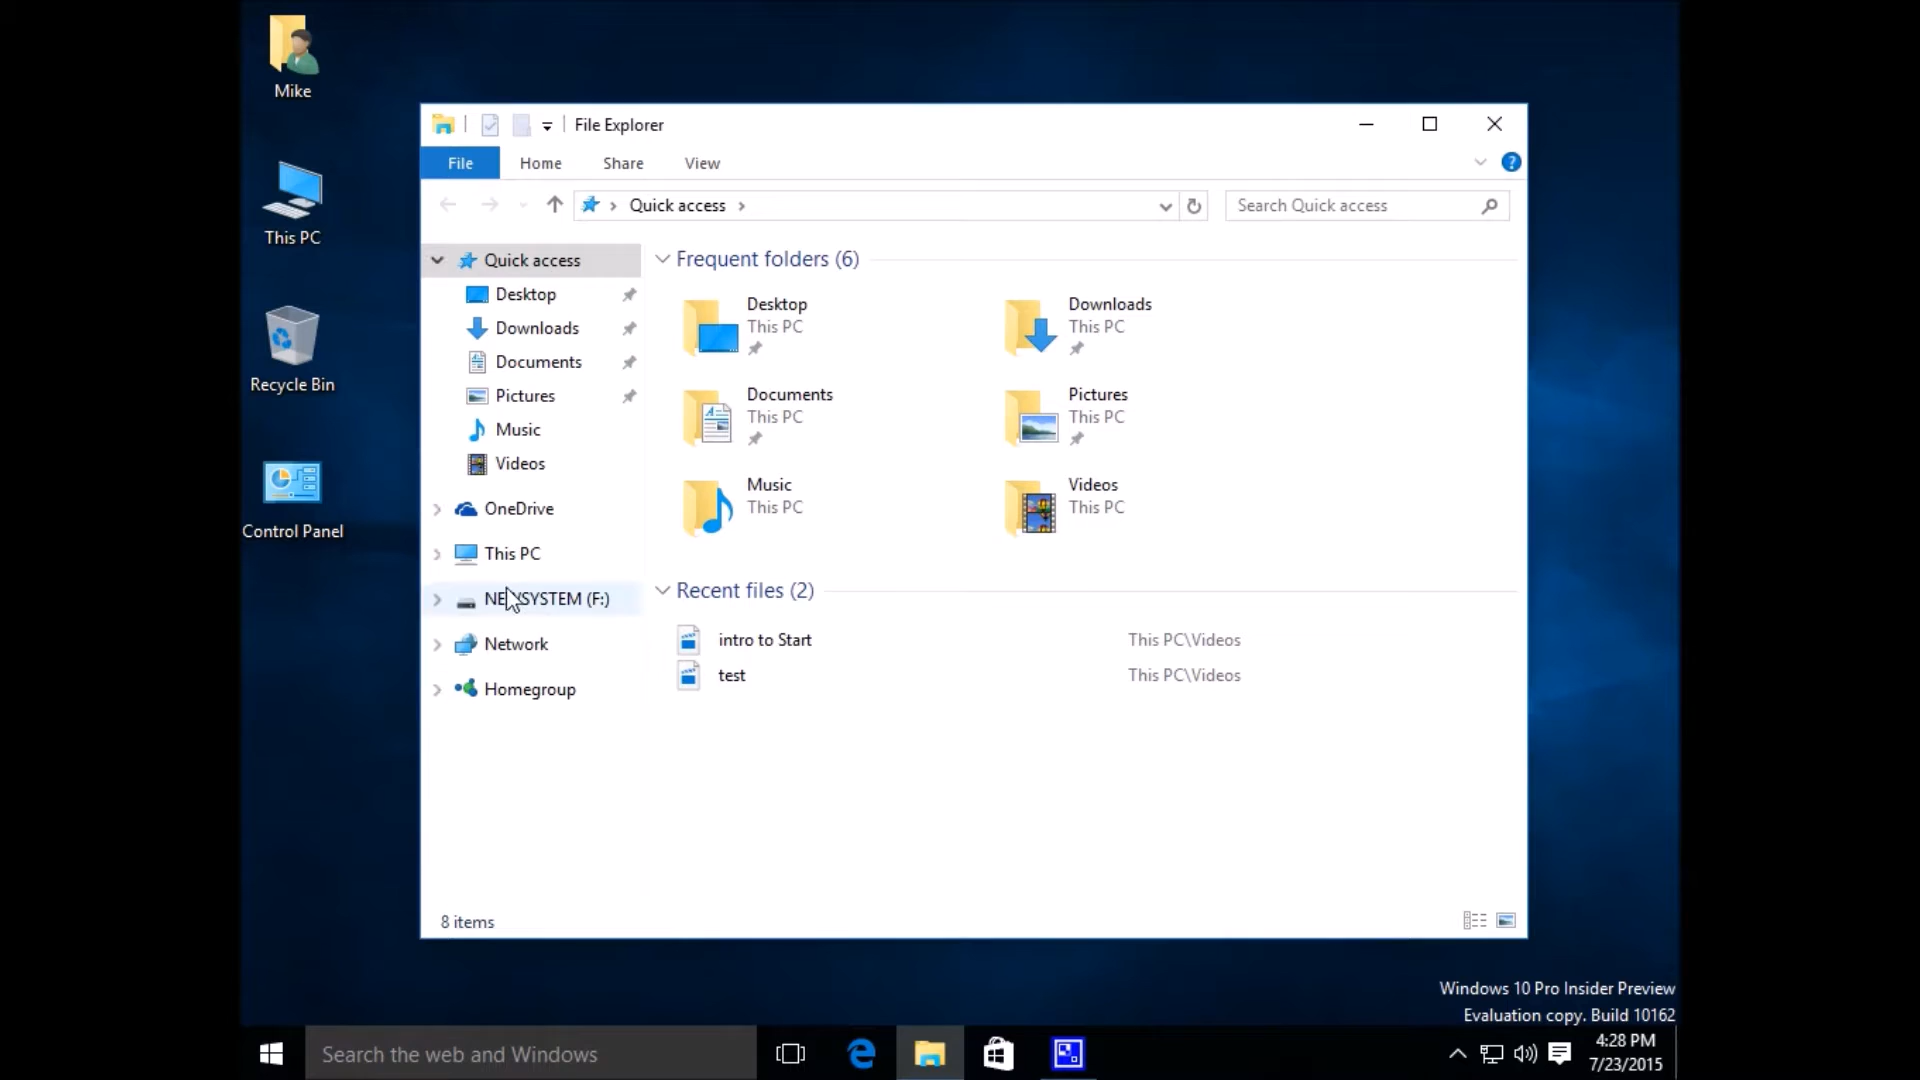 Mike
This PC
Recycle Bin
Control Panel
File Explorer
File
Home
Share
View
Quick access
Search Quick access
Quick access
Desktop
Downloads
Documents
Pictures
Music
Videos
OneDrive
This PC
SYSTEM (F:)
Network
Homegroup
Frequent folders (6)
Desktop
This PC
Downloads
This PC
Documents
This PC
Pictures
This PC
Music
This PC
Videos
This PC
Recent files (2)
intro to Start
This PC\Videos
test
This PC\Videos
8 items
Windows 10 Pro Insider Preview
Evaluation copy. Build 10162
Search the web and Windows
4:28 PM
7/23/2015